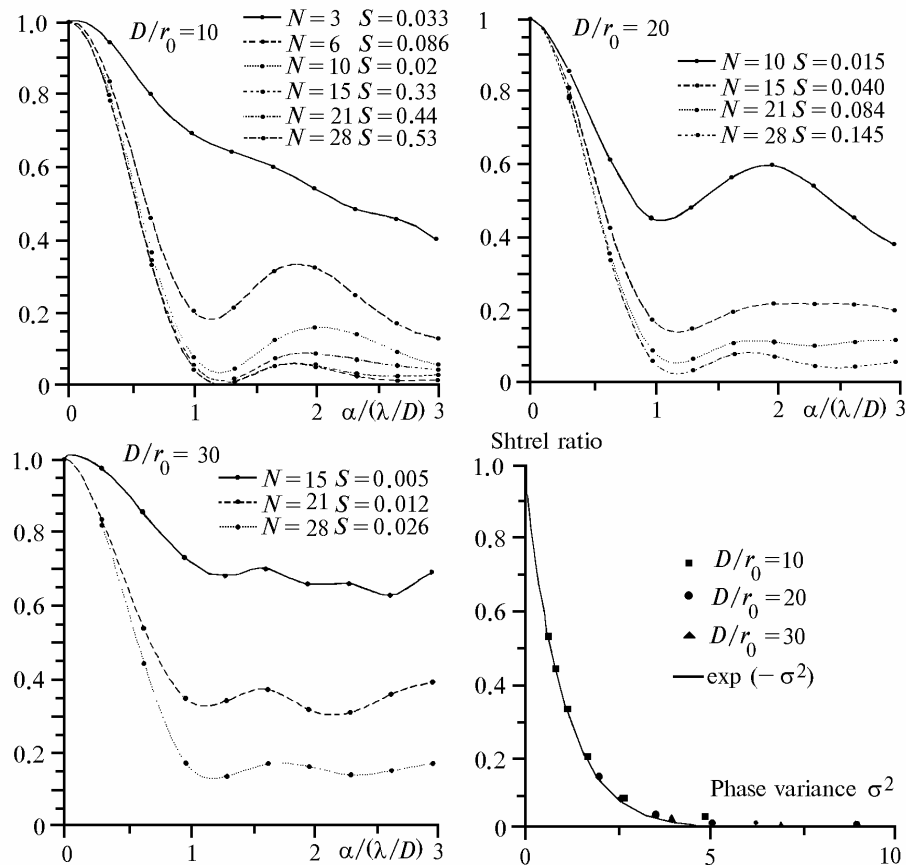 D/r0=10
N=3 S=0.033
N=6 S=0.086
N=10 S=0.02
N=15 S=0.33
N=21 S=0.44
N=28 S=0.53
1.0
0.8
0.6
0.4
0.2
0
0 1 2 α/(λ/D) 3
D/r0=20
N=10 S=0.015
N=15 S=0.040
N=21 S=0.084
N=28 S=0.145
1
0.8
0.6
0.4
0.2
0
0 1 2 α/(λ/D) 3
D/r0=30
N=15 S=0.005
N=21 S=0.012
N=28 S=0.026
1.0
0.8
0.6
0.4
0.2
0
0 1 2 α/(λ/D) 3
Shtrel ratio
1.0
0.8
0.6
0.4
0.2
0
D/r0=10
D/r0=20
D/r0=30
exp (−σ²)
Phase variance σ²
0 5 10